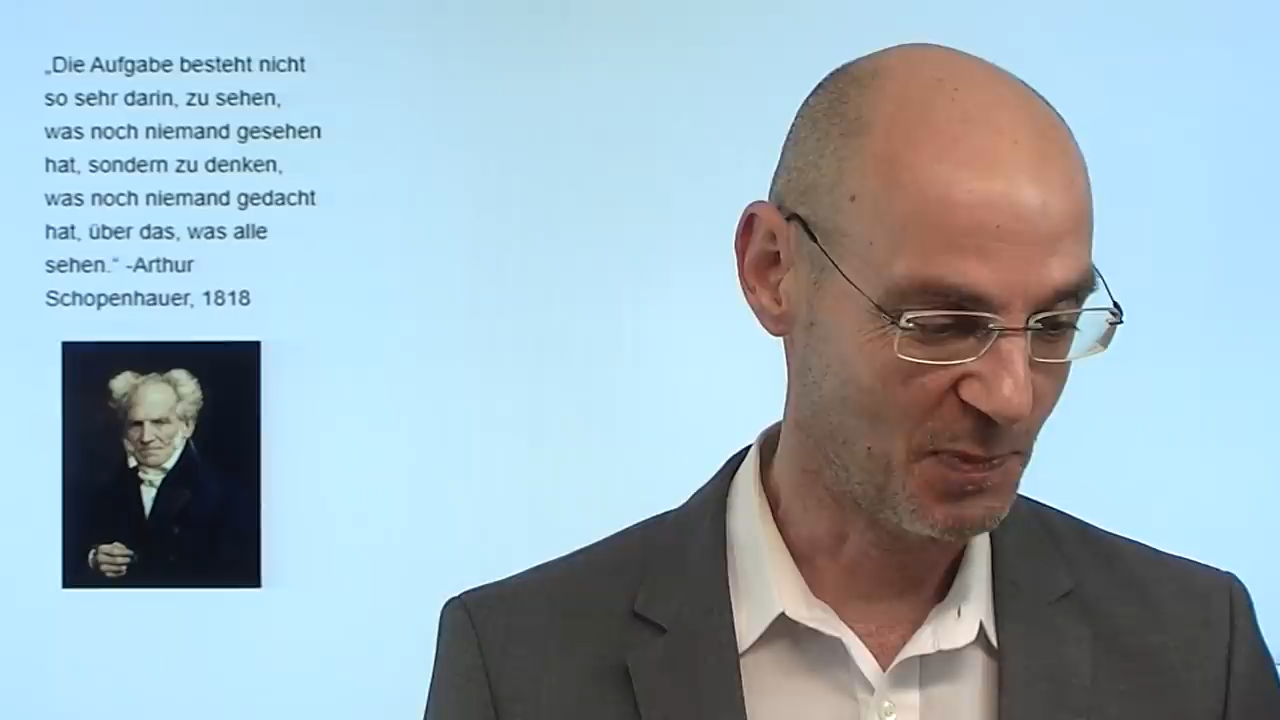 „Die Aufgabe besteht nicht
so sehr darin, zu sehen,
was noch niemand gesehen
hat, sondern zu denken,
was noch niemand gedacht
hat, über das, was alle
sehen.“ -Arthur
Schopenhauer, 1818